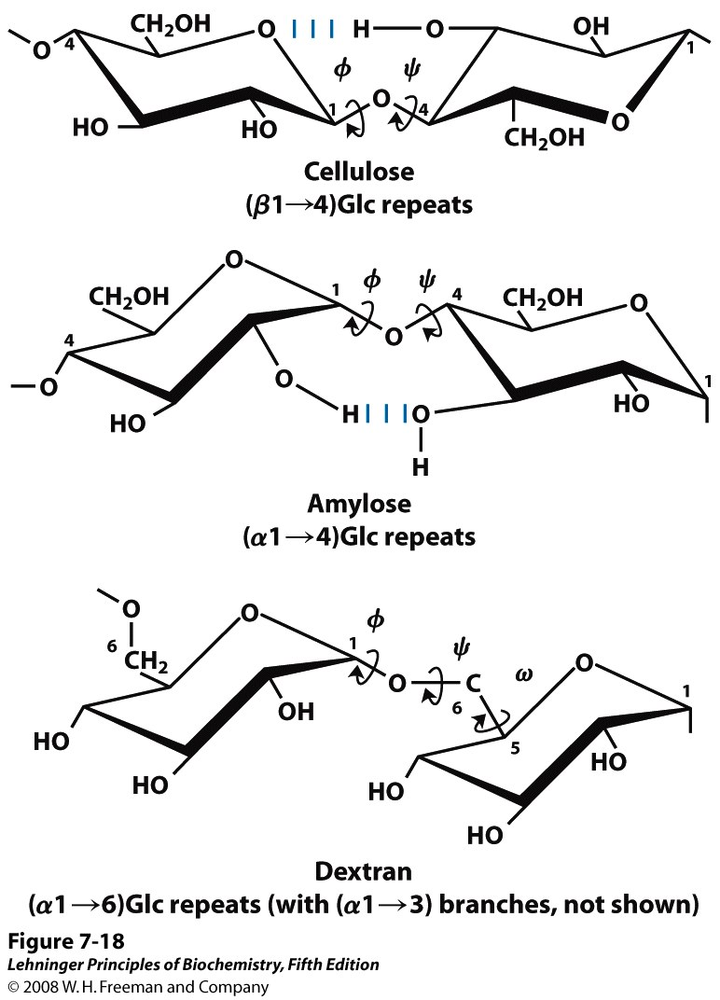 CH₂OH O H O OH
O 4 ϕ ψ 1
HO HO 1 O 4 CH₂OH O
Cellulose
(β1→4)Glc repeats
O
CH₂OH 1 ϕ ψ 4 CH₂OH O
4 O
O O 1
HO H O HO
H
Amylose
(α1→4)Glc repeats
O O ϕ
6 CH₂ 1 ψ ω O
O C 1
OH 6
HO 5 HO
HO HO
HO
Dextran
(α1→6)Glc repeats (with (α1→3) branches, not shown)
Figure 7-18
Lehninger Principles of Biochemistry, Fifth Edition
© 2008 W. H. Freeman and Company